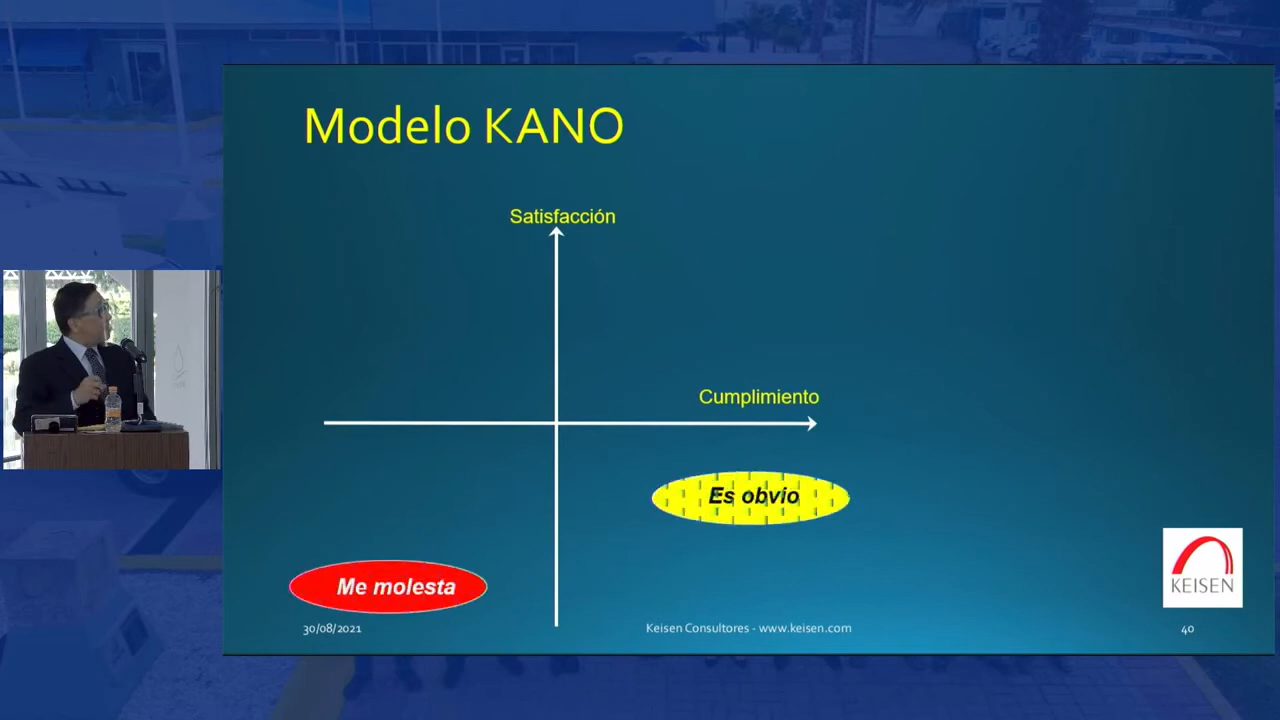 Modelo KANO
Satisfacción
Cumplimiento
Es obvio
Me molesta
KEISEN
30/08/2021
Keisen Consultores - www.keisen.com
40